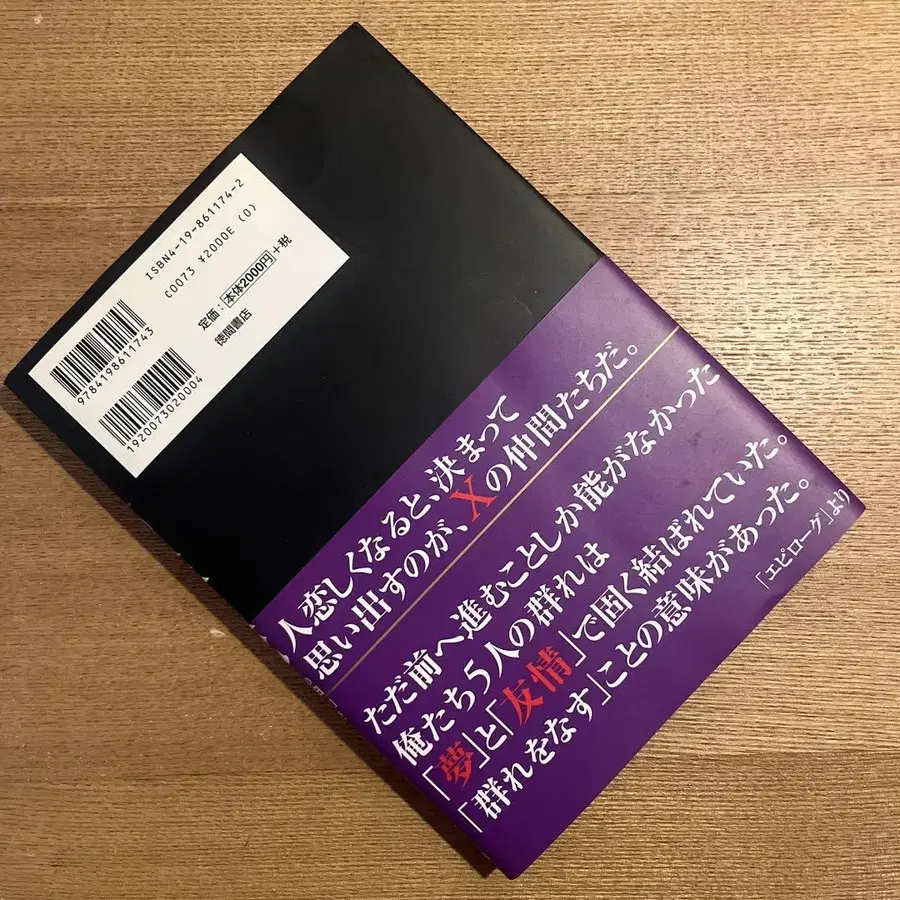 ISBN4-19-861174-2
C0073 ¥2000E (0)
定価：本体2000円+税
徳間書店
9784198611743
1920073020004
人恋しくなると、決まって
思い出すのが、Xの仲間たちだ。
ただ前へ進むことしか能がなかった
俺たち5人の群れは
「夢」と「友情」で固く結ばれていた。
「群れをなす」ことの意味があった。
「エピローグ」より